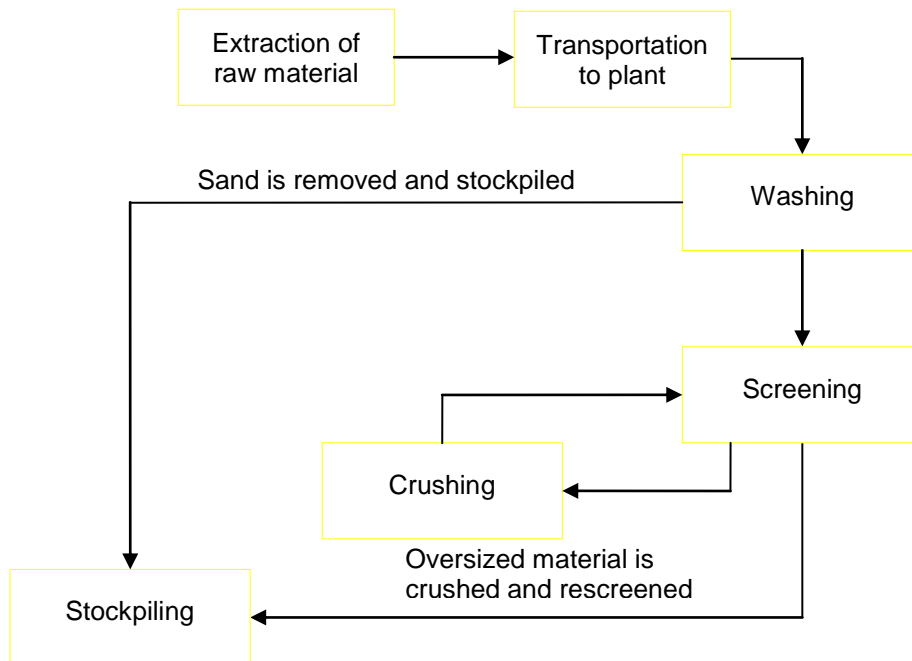 Extraction of
raw material
Transportation
to plant
Sand is removed and stockpiled
Washing
Screening
Crushing
Oversized material is
crushed and rescreened
Stockpiling